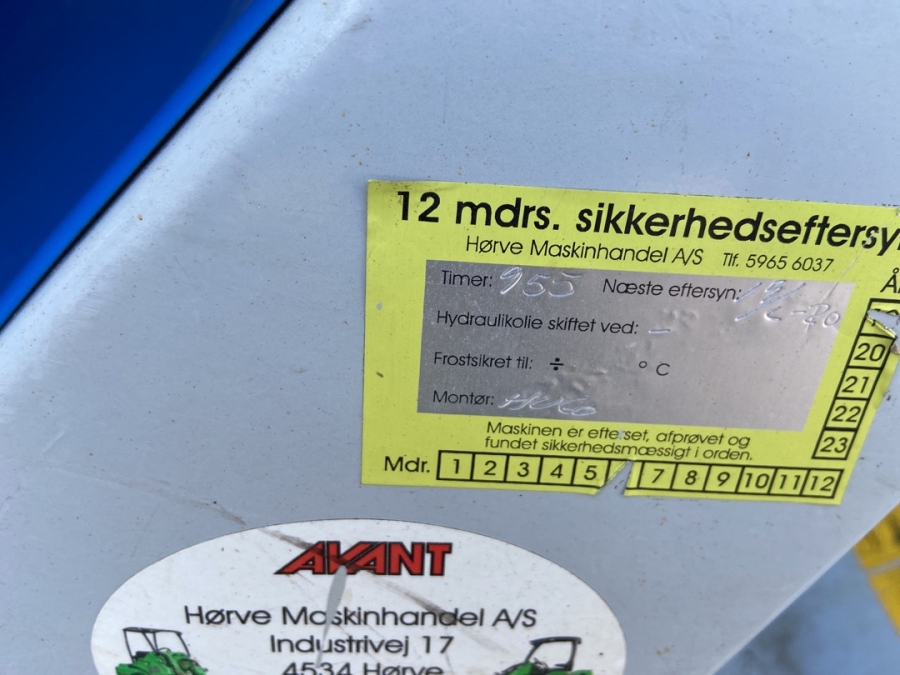 12 mdrs. sikkerhedseftersyn
Hørve Maskinhandel A/S Tlf. 5965 6037
Timer: 955 Næste eftersyn:
Hydraulikolie skiftet ved: –
Frostsikret til: ÷ ° C
Montør:
Maskinen er efterset, afprøvet og
fundet sikkerhedsmæssigt i orden.
Mdr. 1 2 3 4 5 7 8 9 10 11 12
20
21
22
23
AVANT
Hørve Maskinhandel A/S
Industrivej 17
4534 Hørve